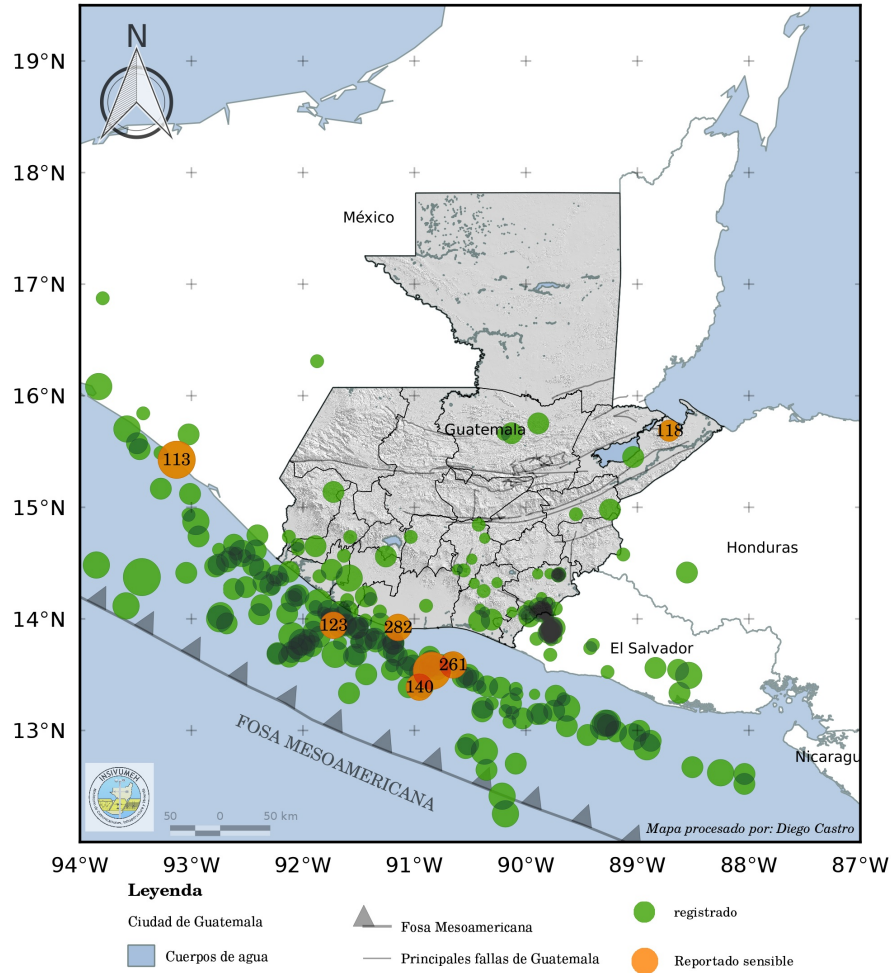 N
19°N
18°N
México
17°N
16°N
Guatemala
118
113
15°N
Honduras
14°N
123
282
El Salvador
261
140
13°N
FOSA MESOAMERICANA
Nicaragu
INSIVUMEH
50
0
50 km
Mapa procesado por: Diego Castro
94°W
93°W
92°W
91°W
90°W
89°W
88°W
87°W
Leyenda
Ciudad de Guatemala
Fosa Mesoamericana
registrado
Cuerpos de agua
Principales fallas de Guatemala
Reportado sensible